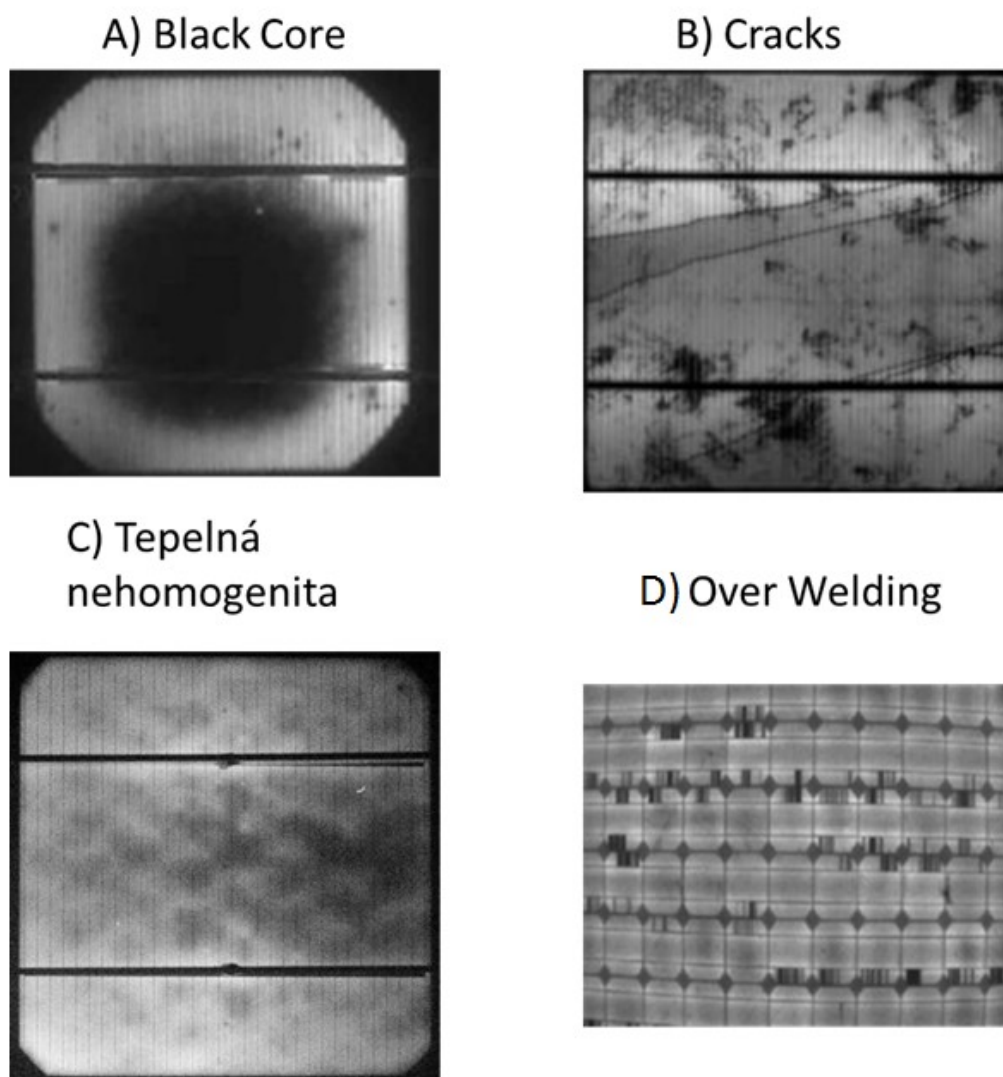 A) Black Core
B) Cracks
C) Tepelná
nehomogenita
D) Over Welding